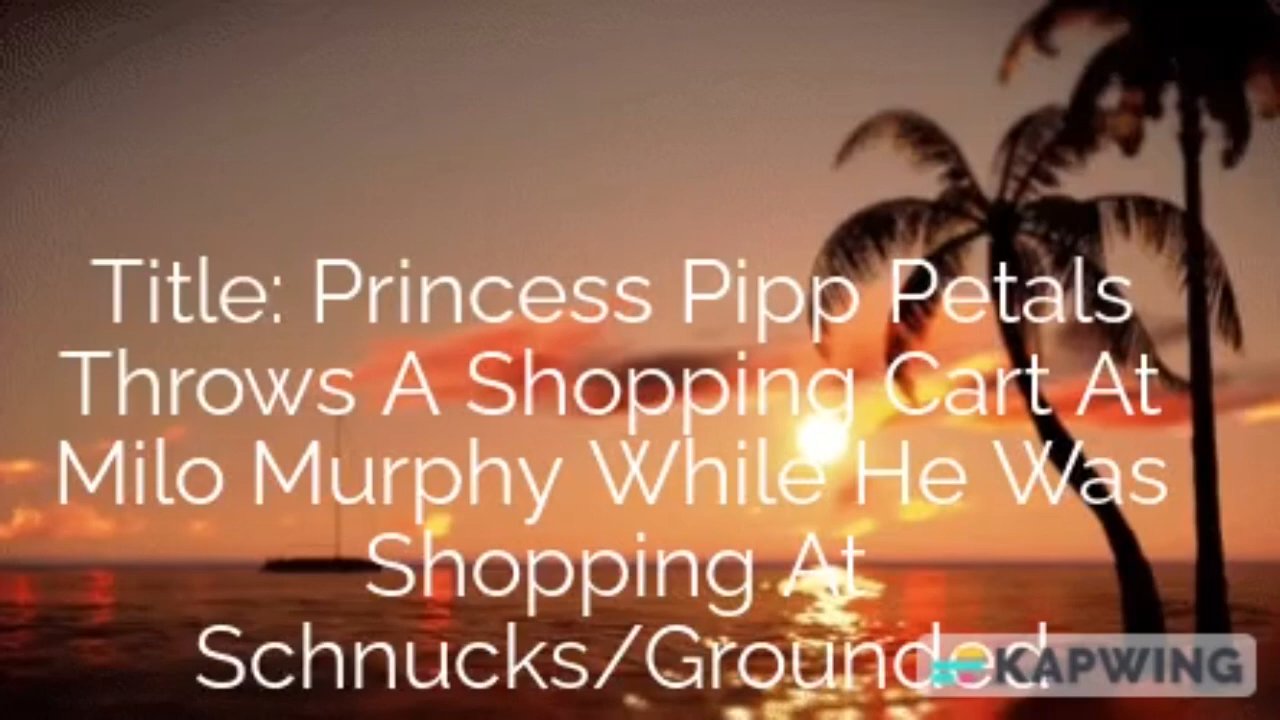 Title: Princess Pipp Petals
Throws A Shopping Cart At
Milo Murphy While He Was
Shopping At
Schnucks/Grounded
KAPWING